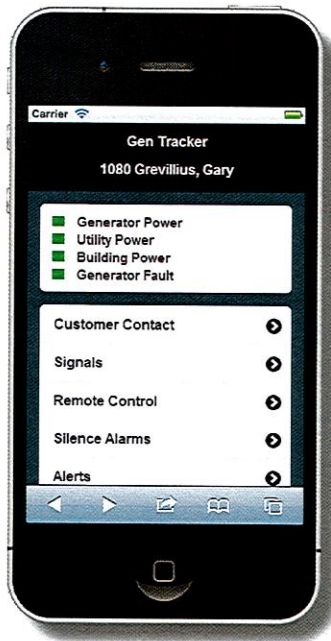 Carrier
Gen Tracker
1080 Grevillius, Gary
Generator Power
Utility Power
Building Power
Generator Fault
Customer Contact
Signals
Remote Control
Silence Alarms
Alerts